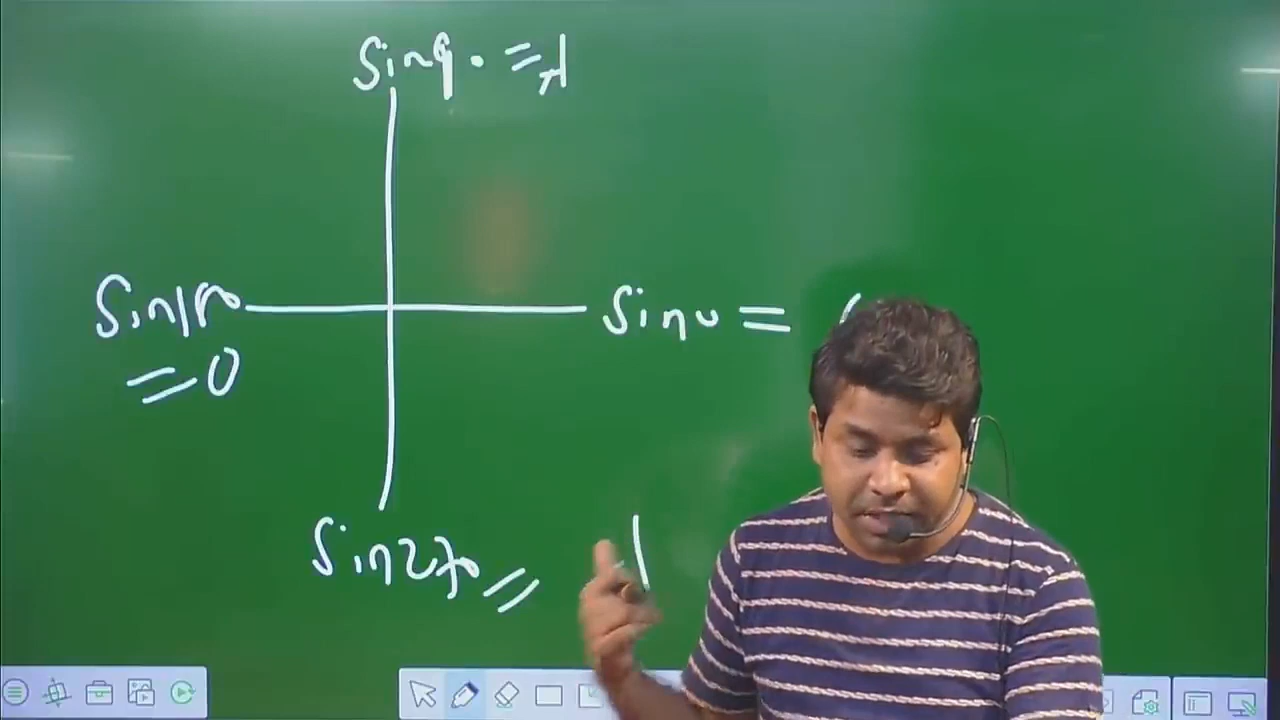 Sin90 = 1
Sin180
= 0
Sin0 =
Sin270 =